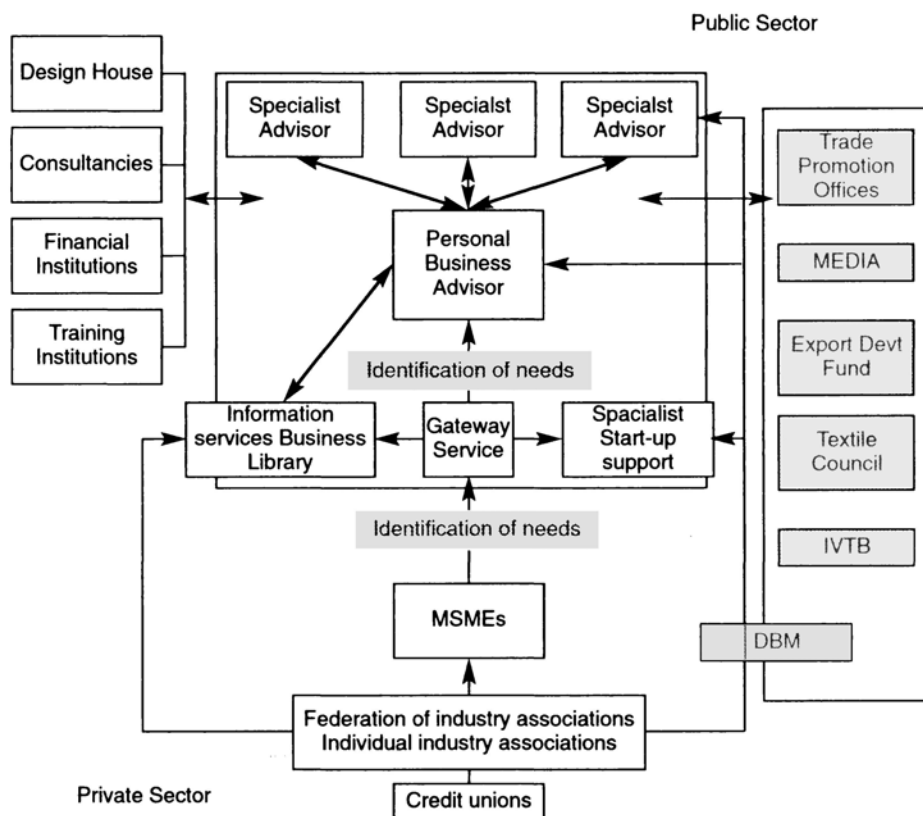 Public Sector
Design House
Consultancies
Financial
Institutions
Training
Institutions
Specialist
Advisor
Specialst
Advisor
Specialst
Advisor
Personal
Business
Advisor
Identification of needs
Information
services Business
Library
Gateway
Service
Spacialist
Start-up
support
Identification of needs
MSMEs
Federation of industry associations
Individual industry associations
Credit unions
Private Sector
Trade
Promotion
Offices
MEDIA
Export Devt
Fund
Textile
Council
IVTB
DBM